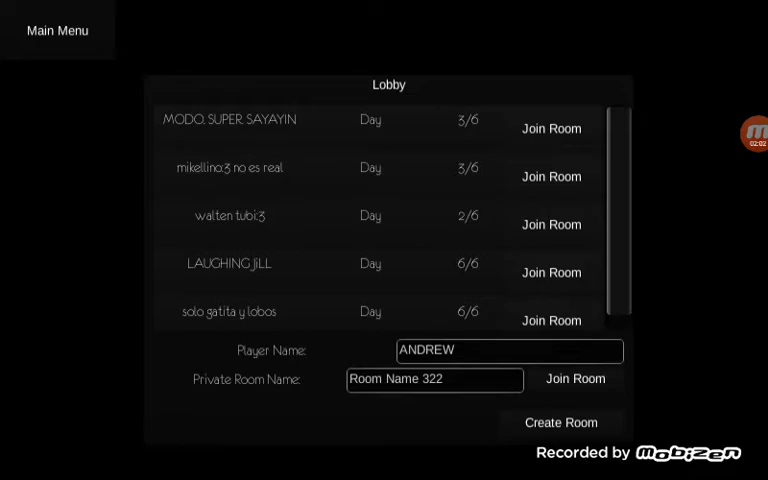 Main Menu
Lobby
MODO. SUPER. SAYAYIN Day 3/6 Join Room
mikellino:3 no es real Day 3/6 Join Room
walten tubi:3 Day 2/6 Join Room
LAUGHING JiLL Day 6/6 Join Room
solo gatita y lobos Day 6/6 Join Room
Player Name: ANDREW
Private Room Name: Room Name 322 Join Room
Create Room
02:02
Recorded by mobizen